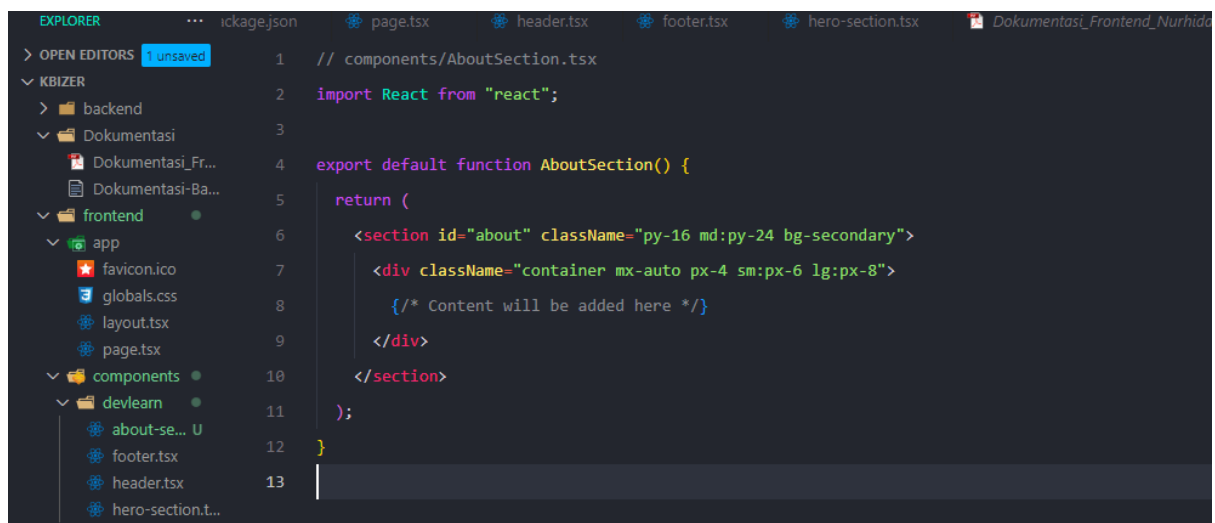 EXPLORER ... ickage.json page.tsx header.tsx footer.tsx hero-section.tsx Dokumentasi_Frontend_Nurhida
OPEN EDITORS 1 unsaved
KBIZER
backend
Dokumentasi
Dokumentasi_Fr...
Dokumentasi-Ba...
frontend
app
favicon.ico
globals.css
layout.tsx
page.tsx
components
devlearn
about-se... U
footer.tsx
header.tsx
hero-section.t...
1 // components/AboutSection.tsx
2 import React from "react";
3
4 export default function AboutSection() {
5 return (
6 <section id="about" className="py-16 md:py-24 bg-secondary">
7 <div className="container mx-auto px-4 sm:px-6 lg:px-8">
8 {/* Content will be added here */}
9 </div>
10 </section>
11 );
12 }
13